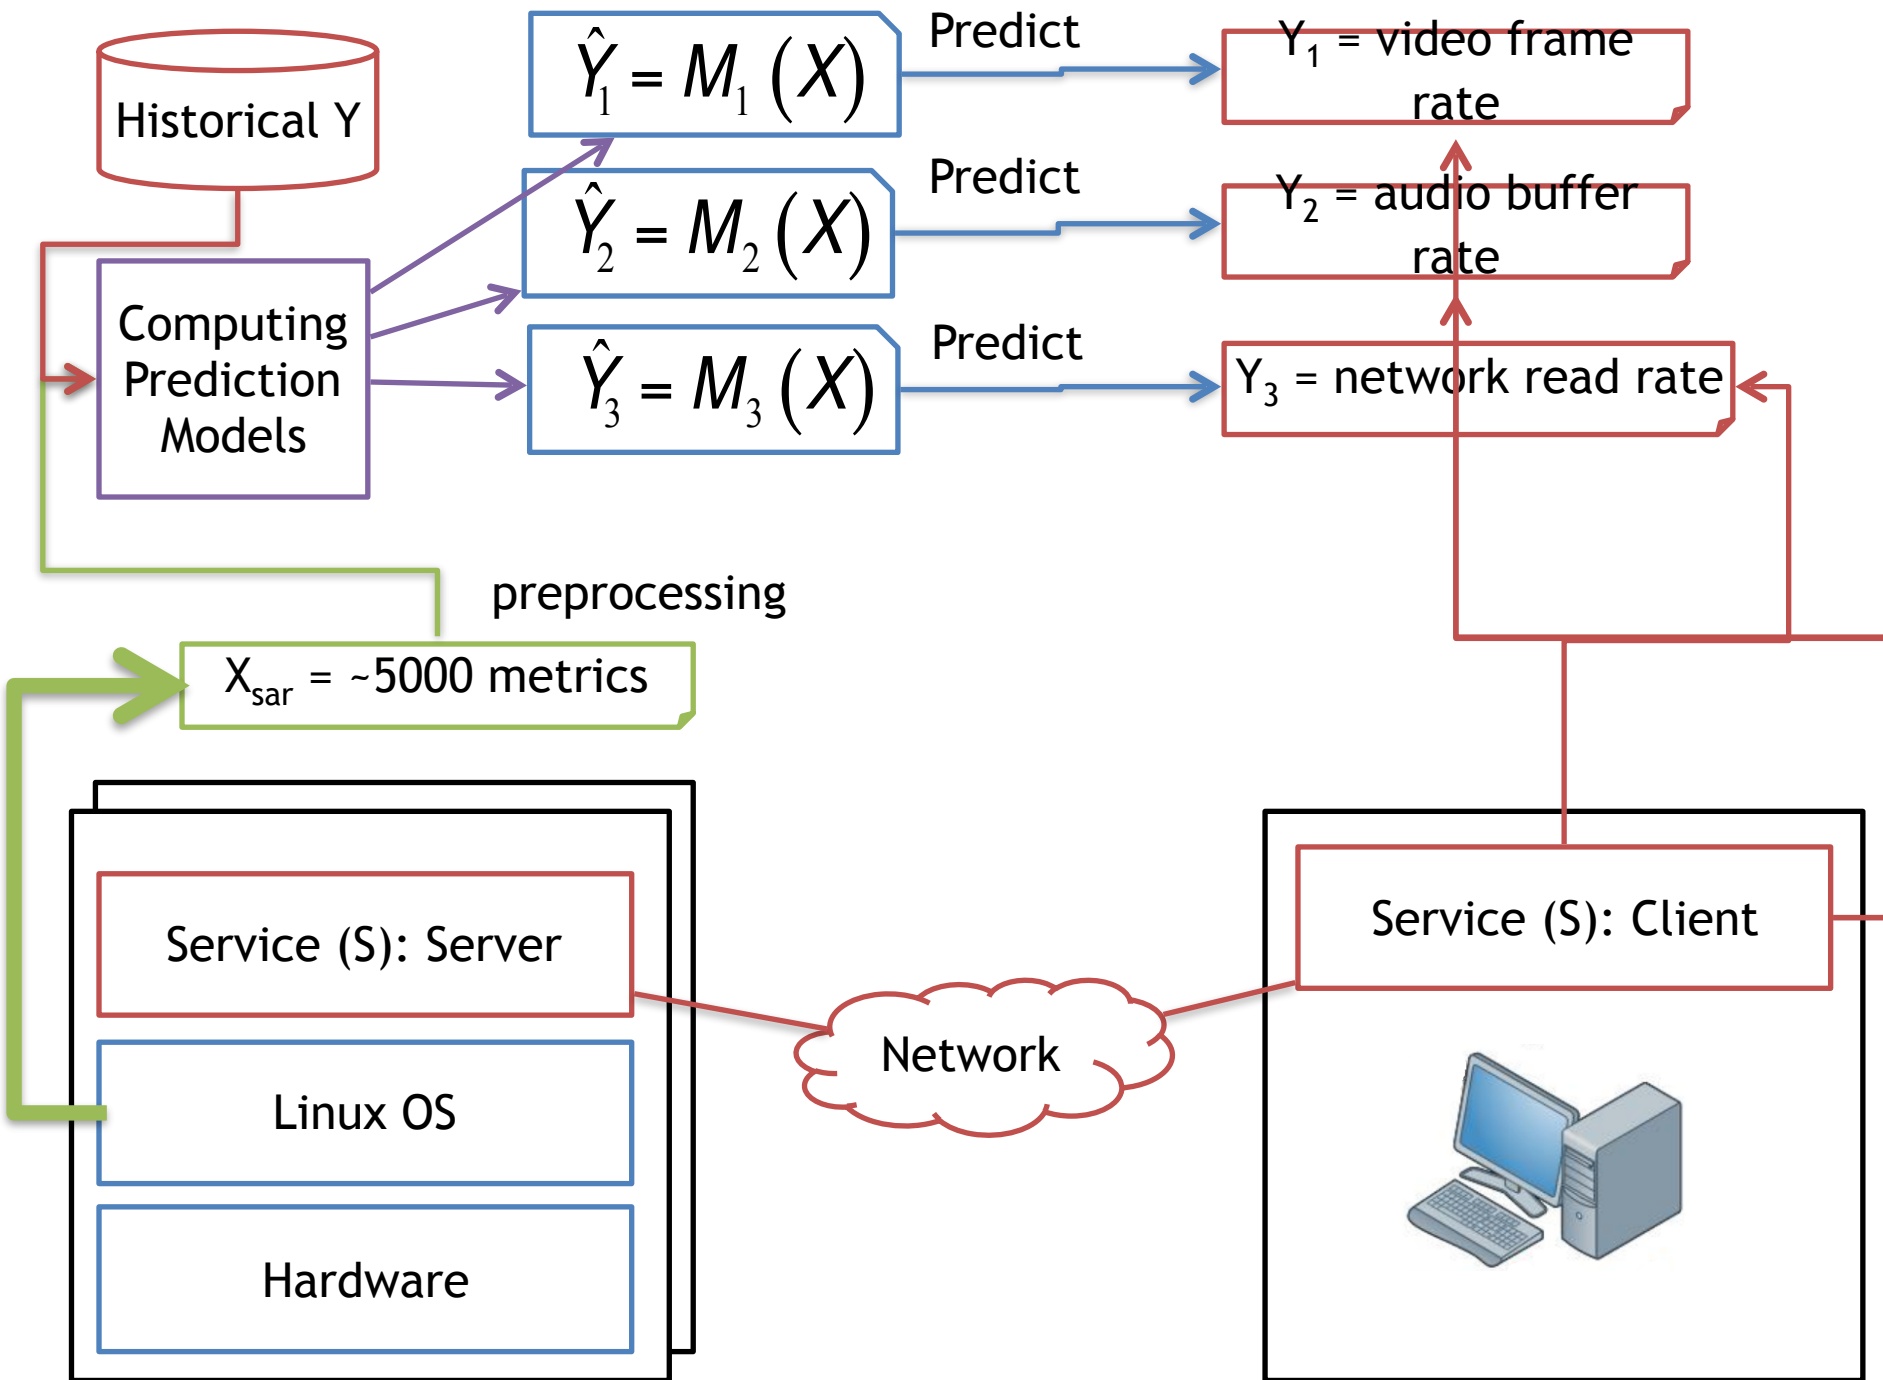 Historical Y
Ŷ₁ = M₁ (X)
Predict
Y₁ = video frame
rate
Ŷ₂ = M₂ (X)
Predict
Y₂ = audio buffer
rate
Computing
Prediction
Models
Ŷ₃ = M₃ (X)
Predict
Y₃ = network read rate
preprocessing
Xsar = ~5000 metrics
Service (S): Server
Linux OS
Hardware
Network
Service (S): Client